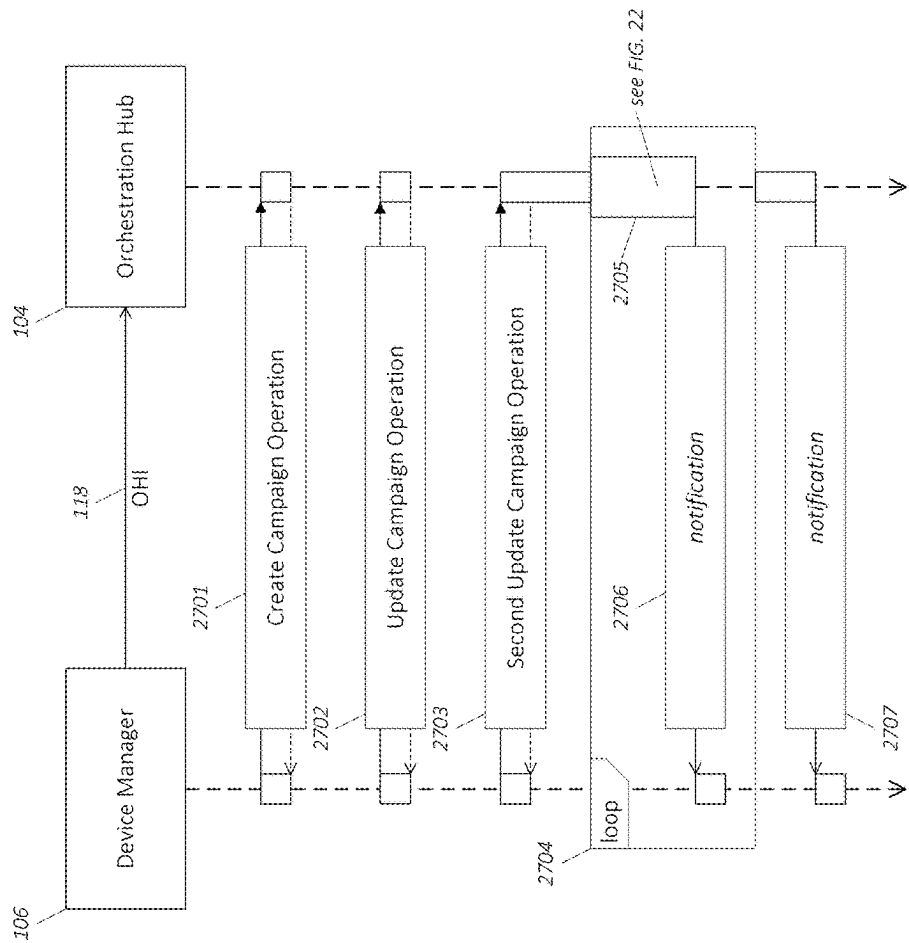 106
Device Manager
118
OHI
104
Orchestration Hub
2701
Create Campaign Operation
2702
Update Campaign Operation
2703
Second Update Campaign Operation
2704
loop
2705
see FIG. 22
2706
notification
2707
notification